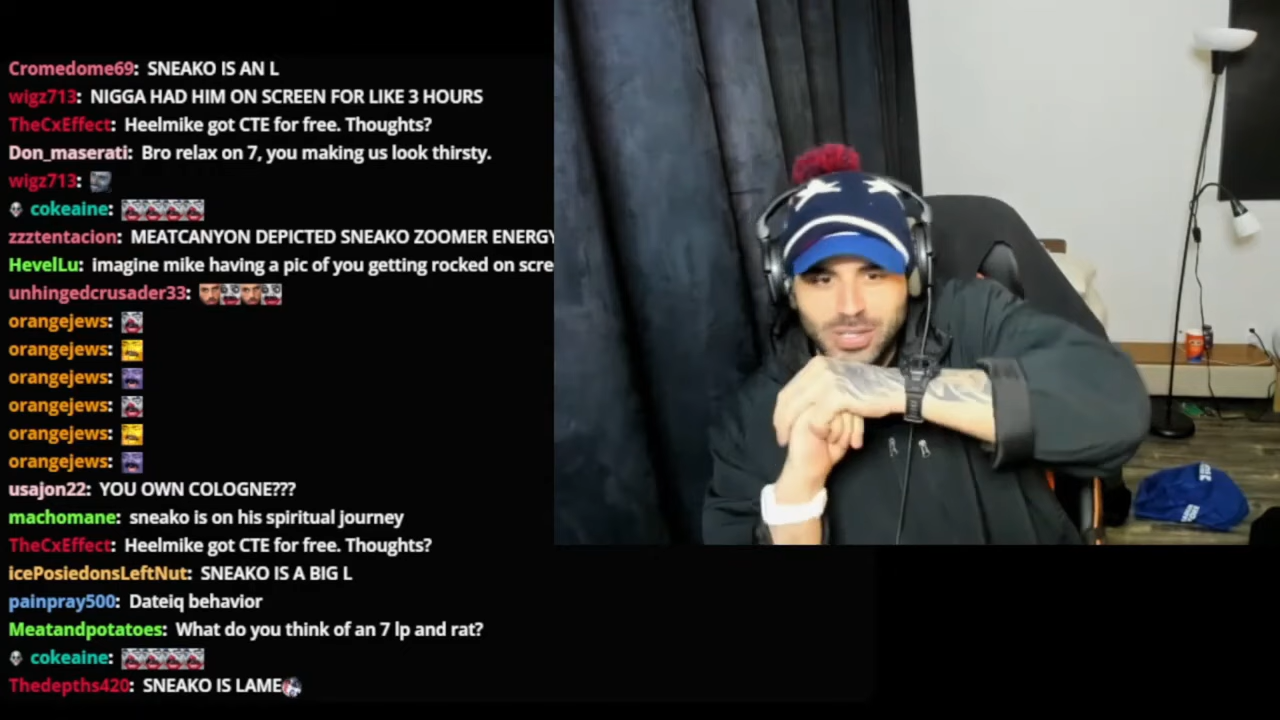 Cromedome69: SNEAKO IS AN L
wigz713: NIGGA HAD HIM ON SCREEN FOR LIKE 3 HOURS
TheCxEffect: Heelmike got CTE for free. Thoughts?
Don_maserati: Bro relax on 7, you making us look thirsty.
wigz713:
cokeaine:
zzztentacion: MEATCANYON DEPICTED SNEAKO ZOOMER ENERGY
HevelLu: imagine mike having a pic of you getting rocked on scre
unhingedcrusader33:
orangejews:
orangejews:
orangejews:
orangejews:
orangejews:
orangejews:
usajon22: YOU OWN COLOGNE???
machomane: sneako is on his spiritual journey
TheCxEffect: Heelmike got CTE for free. Thoughts?
icePosiedonsLeftNut: SNEAKO IS A BIG L
painpray500: Dateiq behavior
Meatandpotatoes: What do you think of an 7 lp and rat?
cokeaine:
Thedepths420: SNEAKO IS LAME